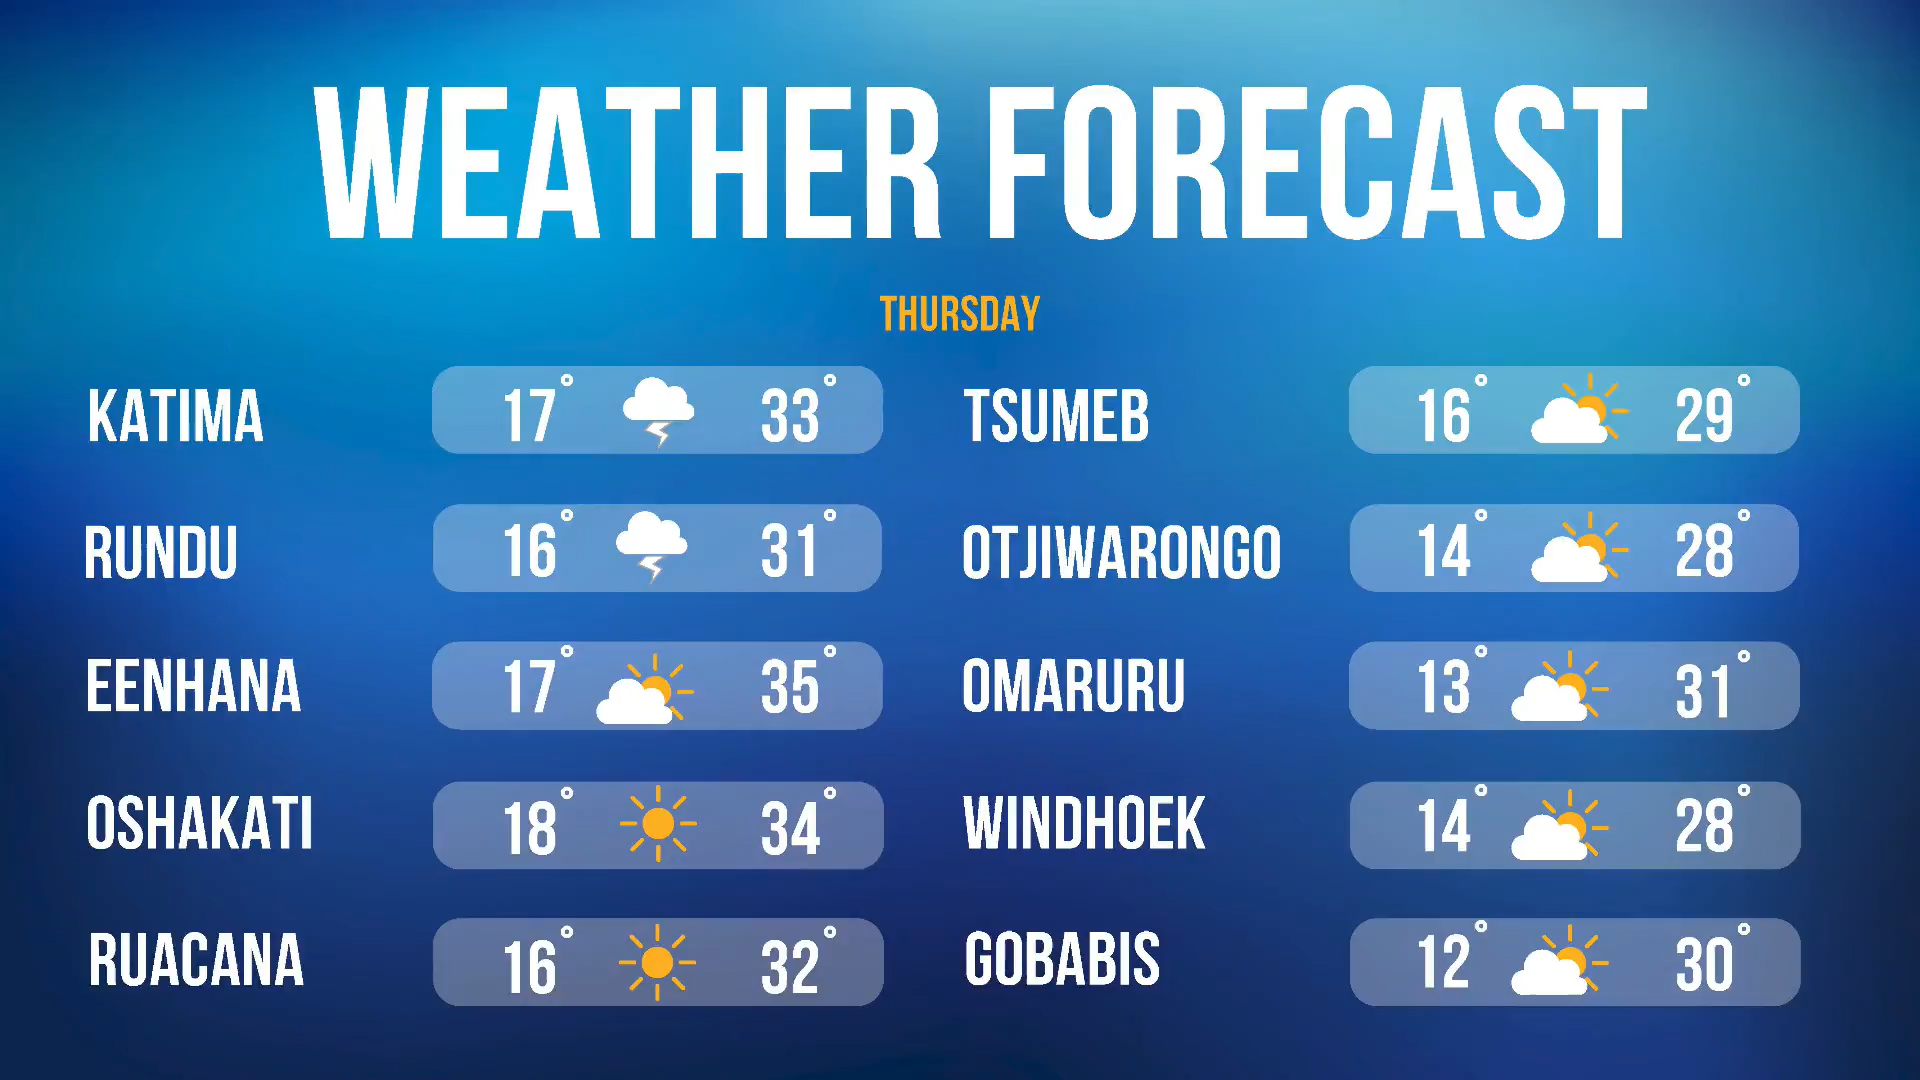 WEATHER FORECAST
THURSDAY
KATIMA 17° 33°
RUNDU 16° 31°
EENHANA 17° 35°
OSHAKATI 18° 34°
RUACANA 16° 32°
TSUMEB 16° 29°
OTJIWARONGO 14° 28°
OMARURU 13° 31°
WINDHOEK 14° 28°
GOBABIS 12° 30°